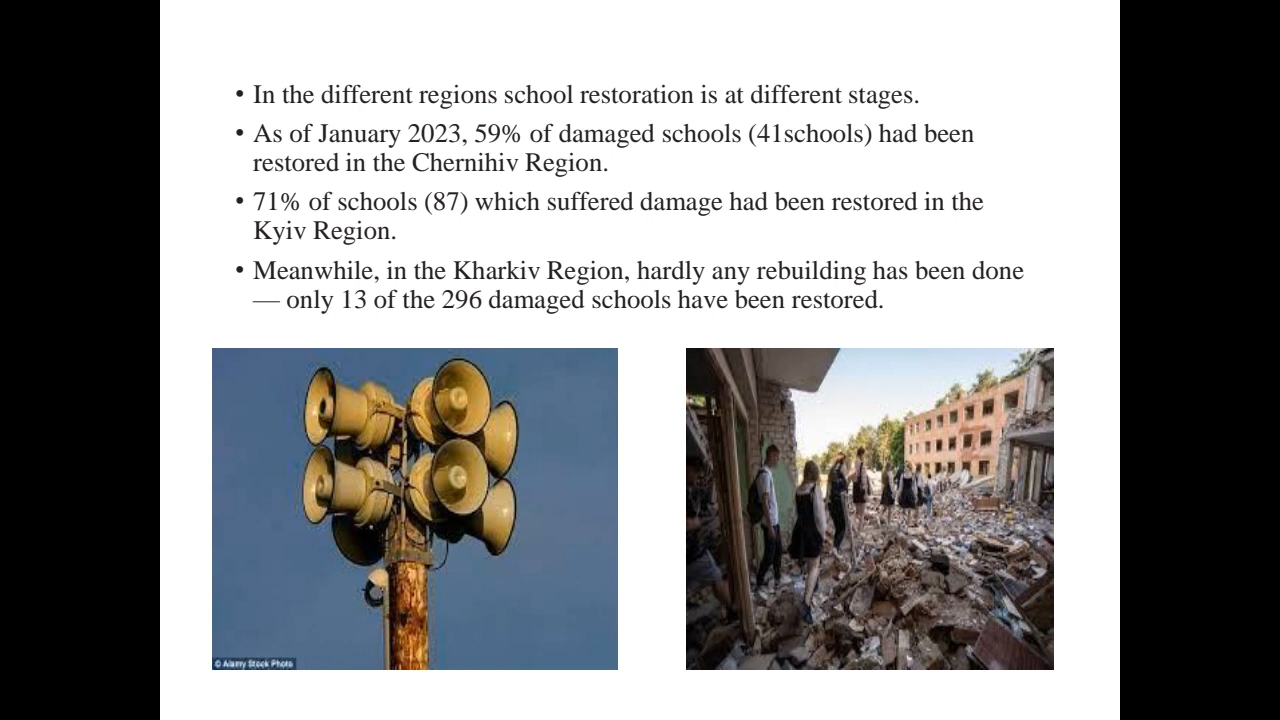 • In the different regions school restoration is at different stages.
• As of January 2023, 59% of damaged schools (41schools) had been
restored in the Chernihiv Region.
• 71% of schools (87) which suffered damage had been restored in the
Kyiv Region.
• Meanwhile, in the Kharkiv Region, hardly any rebuilding has been done
— only 13 of the 296 damaged schools have been restored.
© Alamy Stock Photo